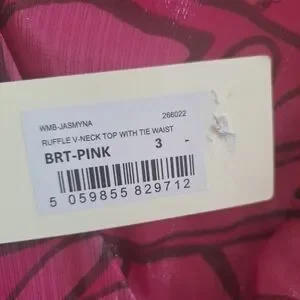 WMB-JASMYNA 266022
RUFFLE V-NECK TOP WITH TIE WAIST
BRT-PINK 3 -
5 059855 829712